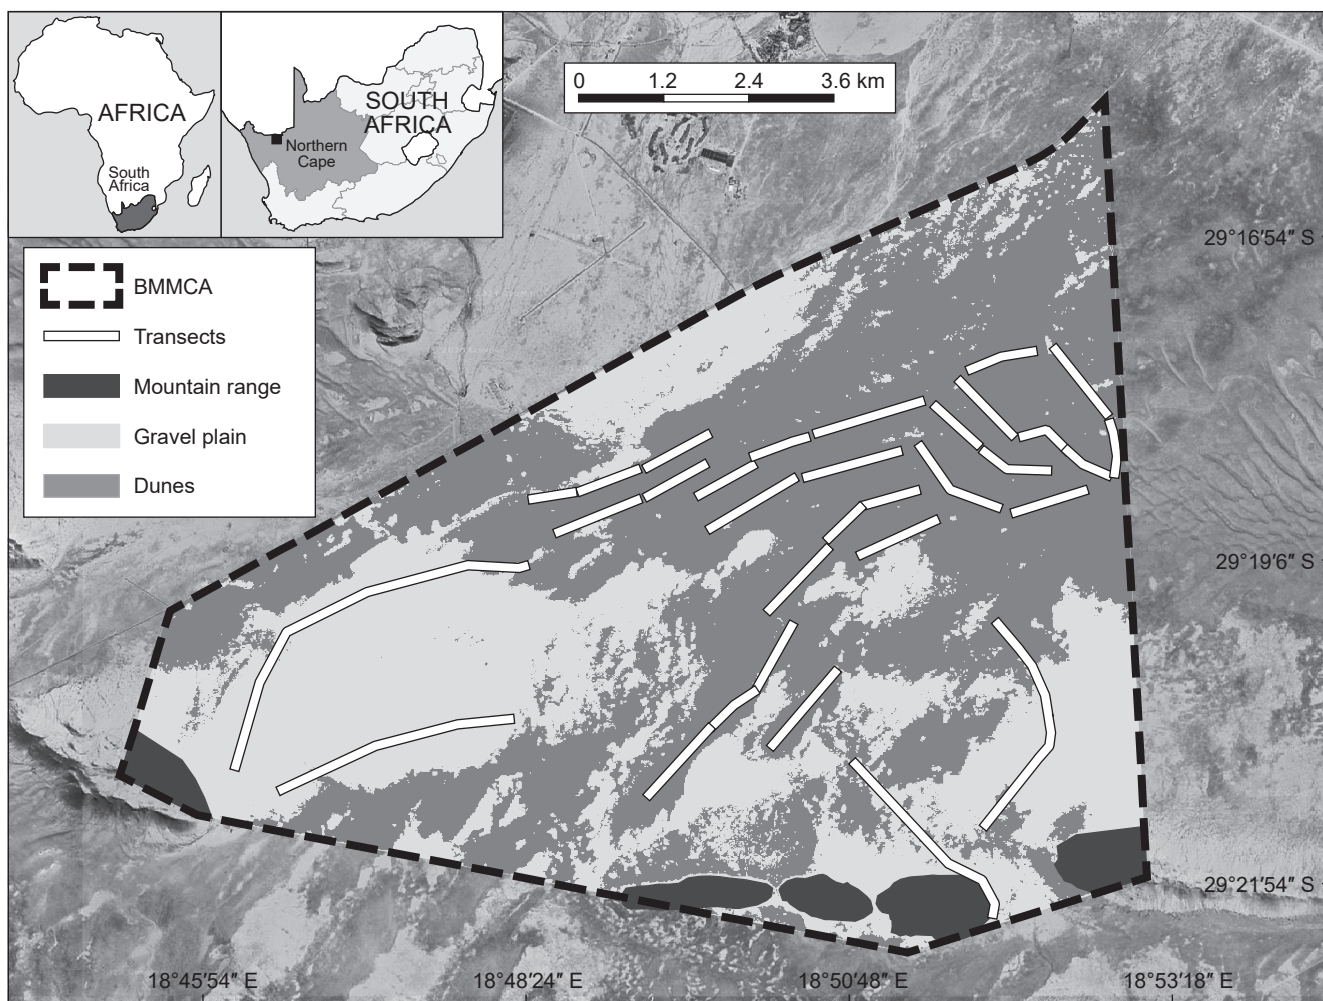 AFRICA
South
Africa
SOUTH
AFRICA
Northern
Cape
0 1.2 2.4 3.6 km
BMMCA
Transects
Mountain range
Gravel plain
Dunes
29°16′54″ S
29°19′6″ S
29°21′54″ S
18°45′54″ E 18°48′24″ E 18°50′48″ E 18°53′18″ E